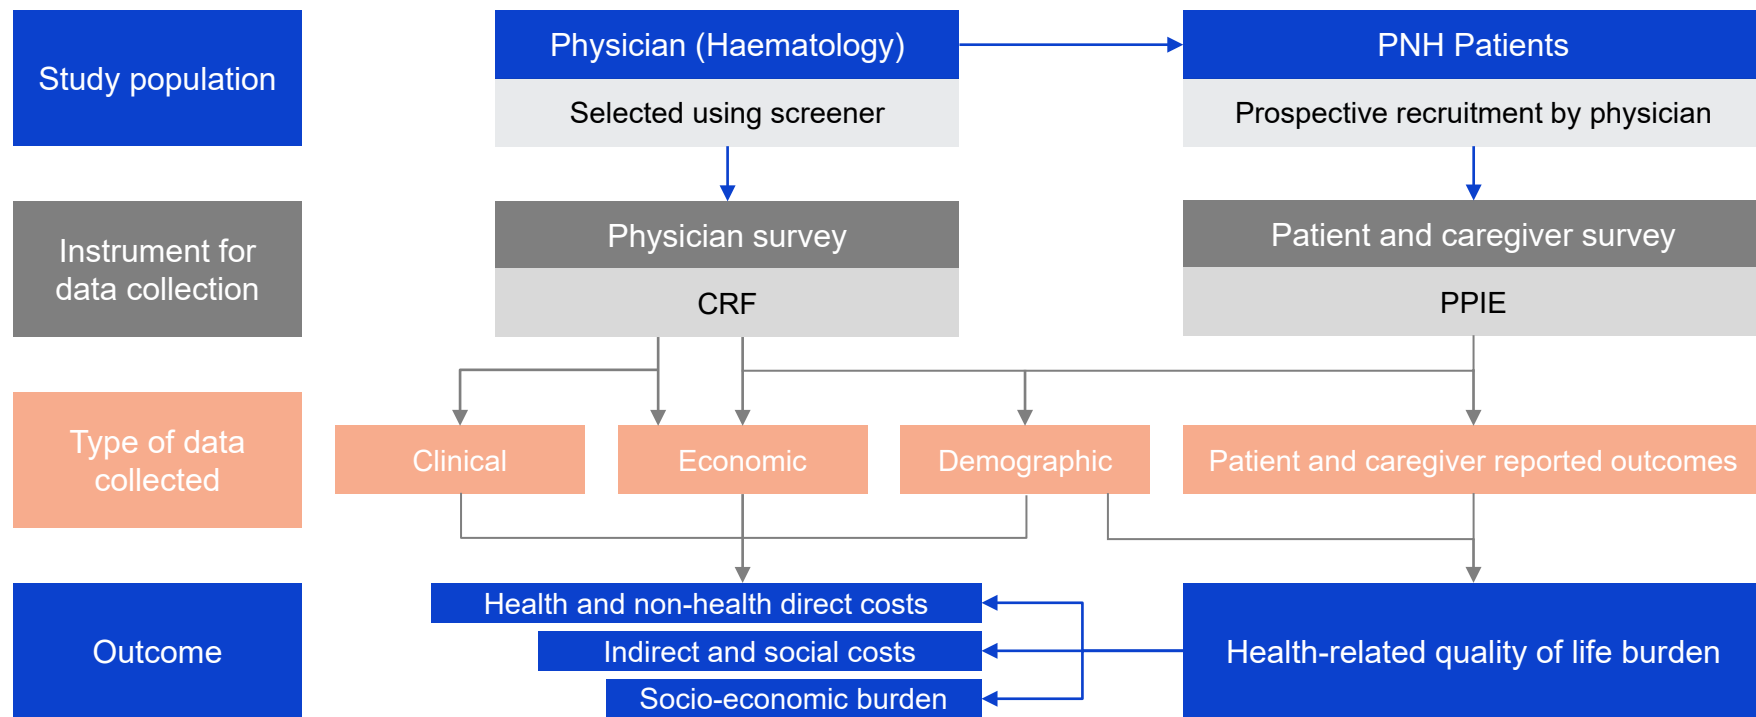 Study population
Physician (Haematology)
PNH Patients
Selected using screener
Prospective recruitment by physician
Instrument for
data collection
Physician survey
Patient and caregiver survey
CRF
PPIE
Type of data
collected
Clinical
Economic
Demographic
Patient and caregiver reported outcomes
Outcome
Health and non-health direct costs
Indirect and social costs
Socio-economic burden
Health-related quality of life burden